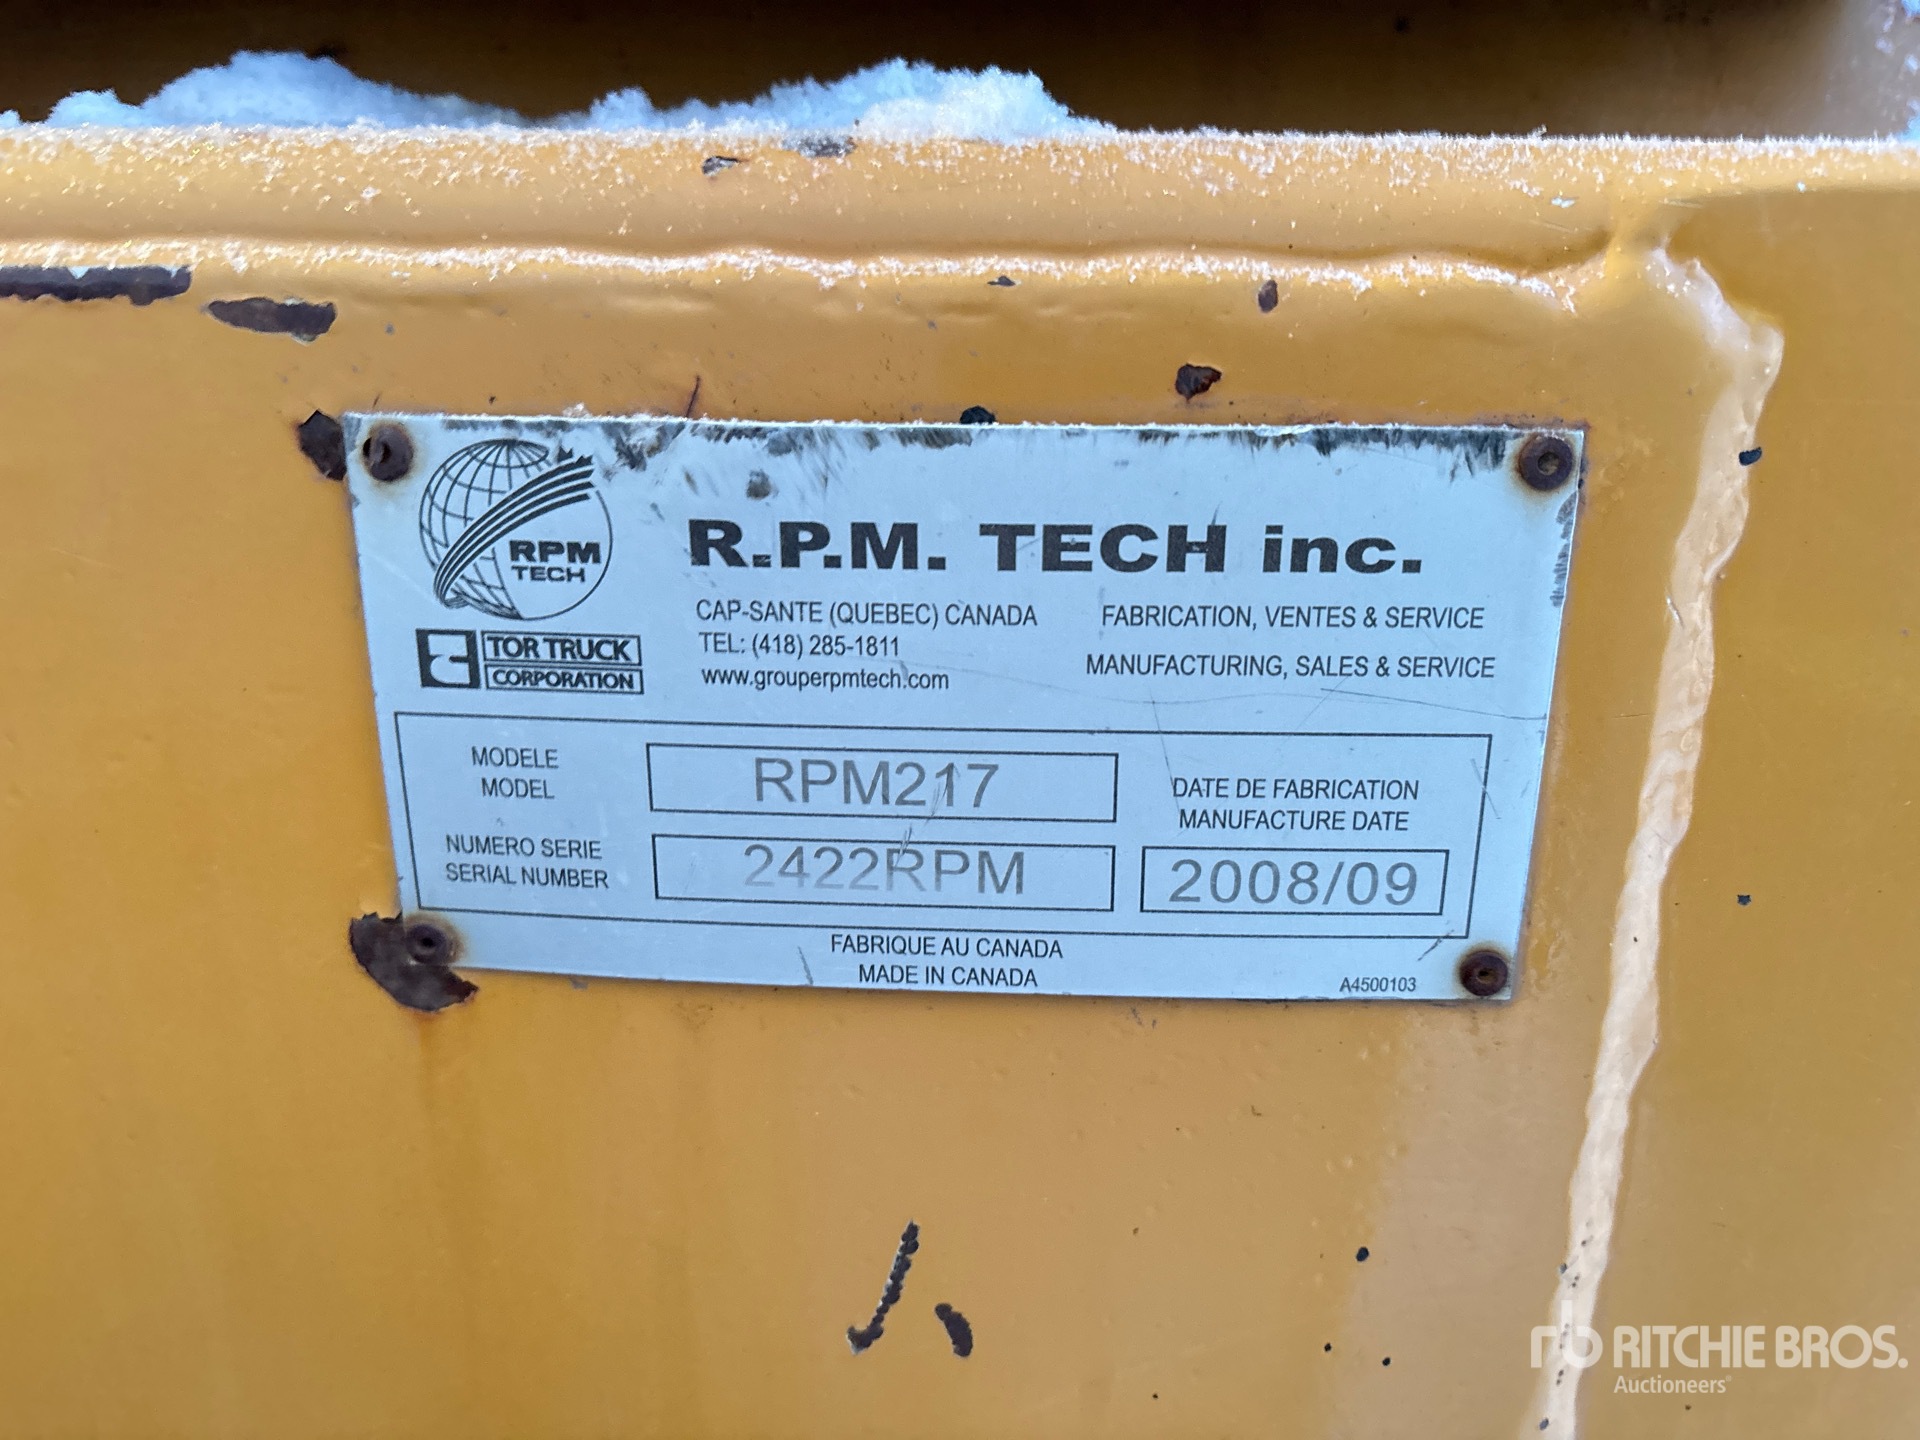 RPM
TECH
TOR TRUCK
CORPORATION
R.P.M. TECH inc.
CAP-SANTE (QUEBEC) CANADA
TEL: (418) 285-1811
www.grouperpmtech.com
FABRICATION, VENTES & SERVICE
MANUFACTURING, SALES & SERVICE
MODELE
MODEL
RPM217
NUMERO SERIE
SERIAL NUMBER
2422RPM
DATE DE FABRICATION
MANUFACTURE DATE
2008/09
FABRIQUE AU CANADA
MADE IN CANADA
A4500103
rb RITCHIE BROS.
Auctioneers